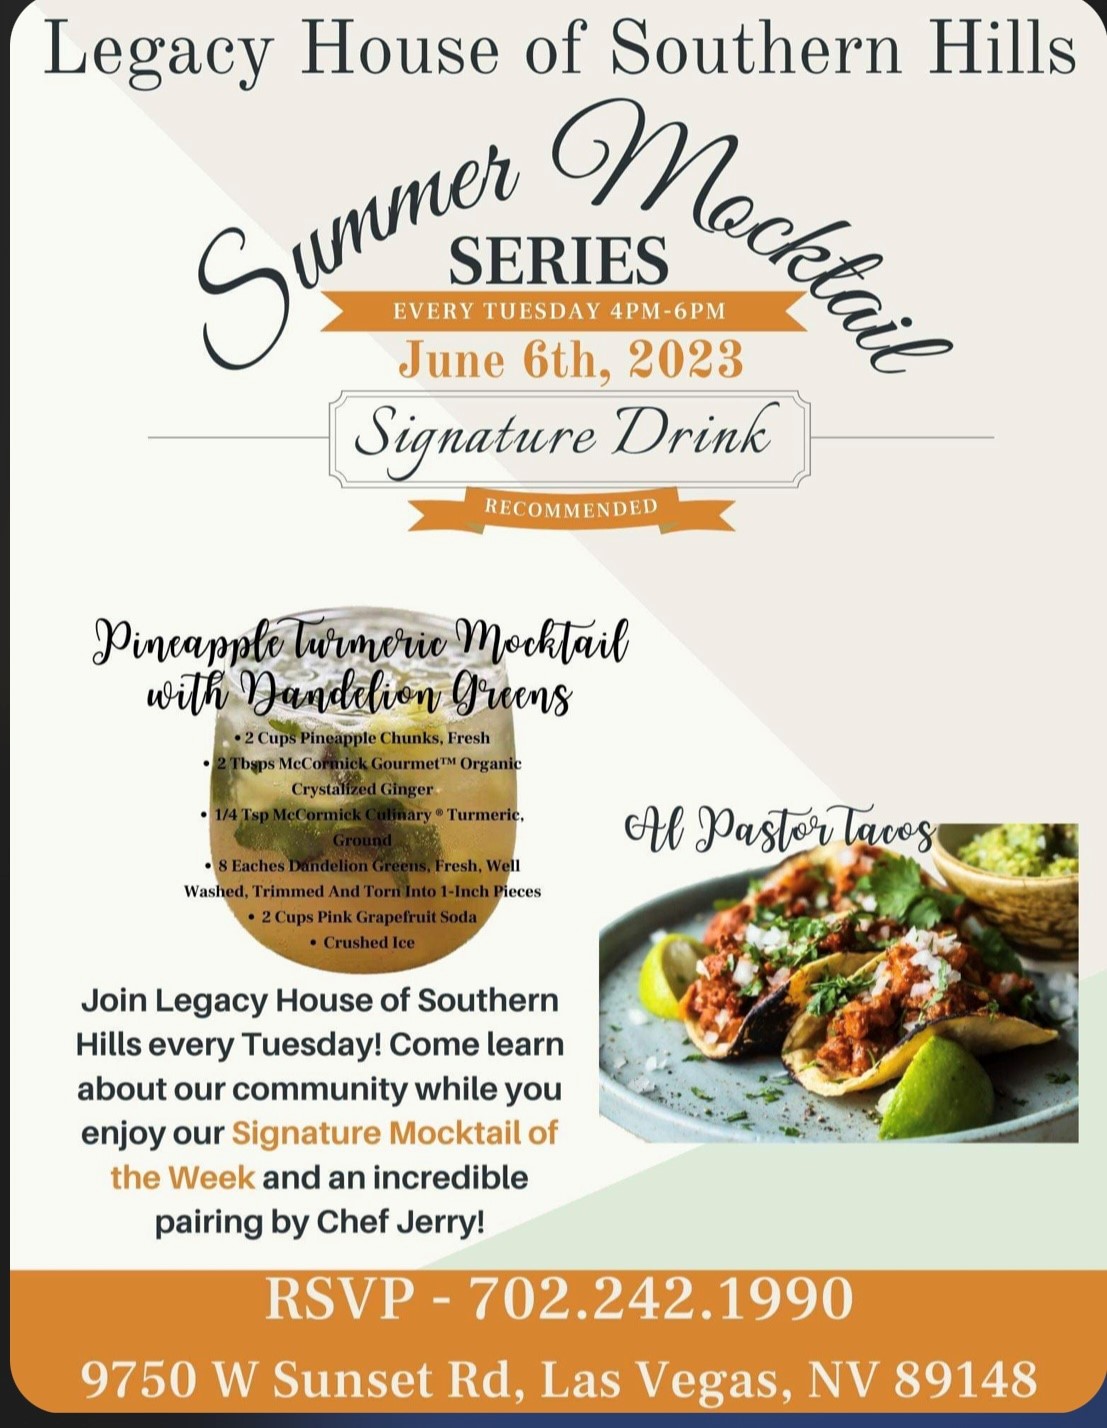 Legacy House of Southern Hills
Summer Mocktail
SERIES
EVERY TUESDAY 4PM-6PM
June 6th, 2023
Signature Drink
RECOMMENDED
Pineapple Turmeric Mocktail
with Dandelion Greens
• 2 Cups Pineapple Chunks, Fresh
• 2 Tbsps McCormick Gourmet™ Organic
Crystalized Ginger
• 1/4 Tsp McCormick Culinary ® Turmeric,
Ground
• 8 Eaches Dandelion Greens, Fresh, Well
Washed, Trimmed And Torn Into 1-Inch Pieces
• 2 Cups Pink Grapefruit Soda
• Crushed Ice
Al Pastor Tacos
Join Legacy House of Southern
Hills every Tuesday! Come learn
about our community while you
enjoy our Signature Mocktail of
the Week and an incredible
pairing by Chef Jerry!
RSVP - 702.242.1990
9750 W Sunset Rd, Las Vegas, NV 89148